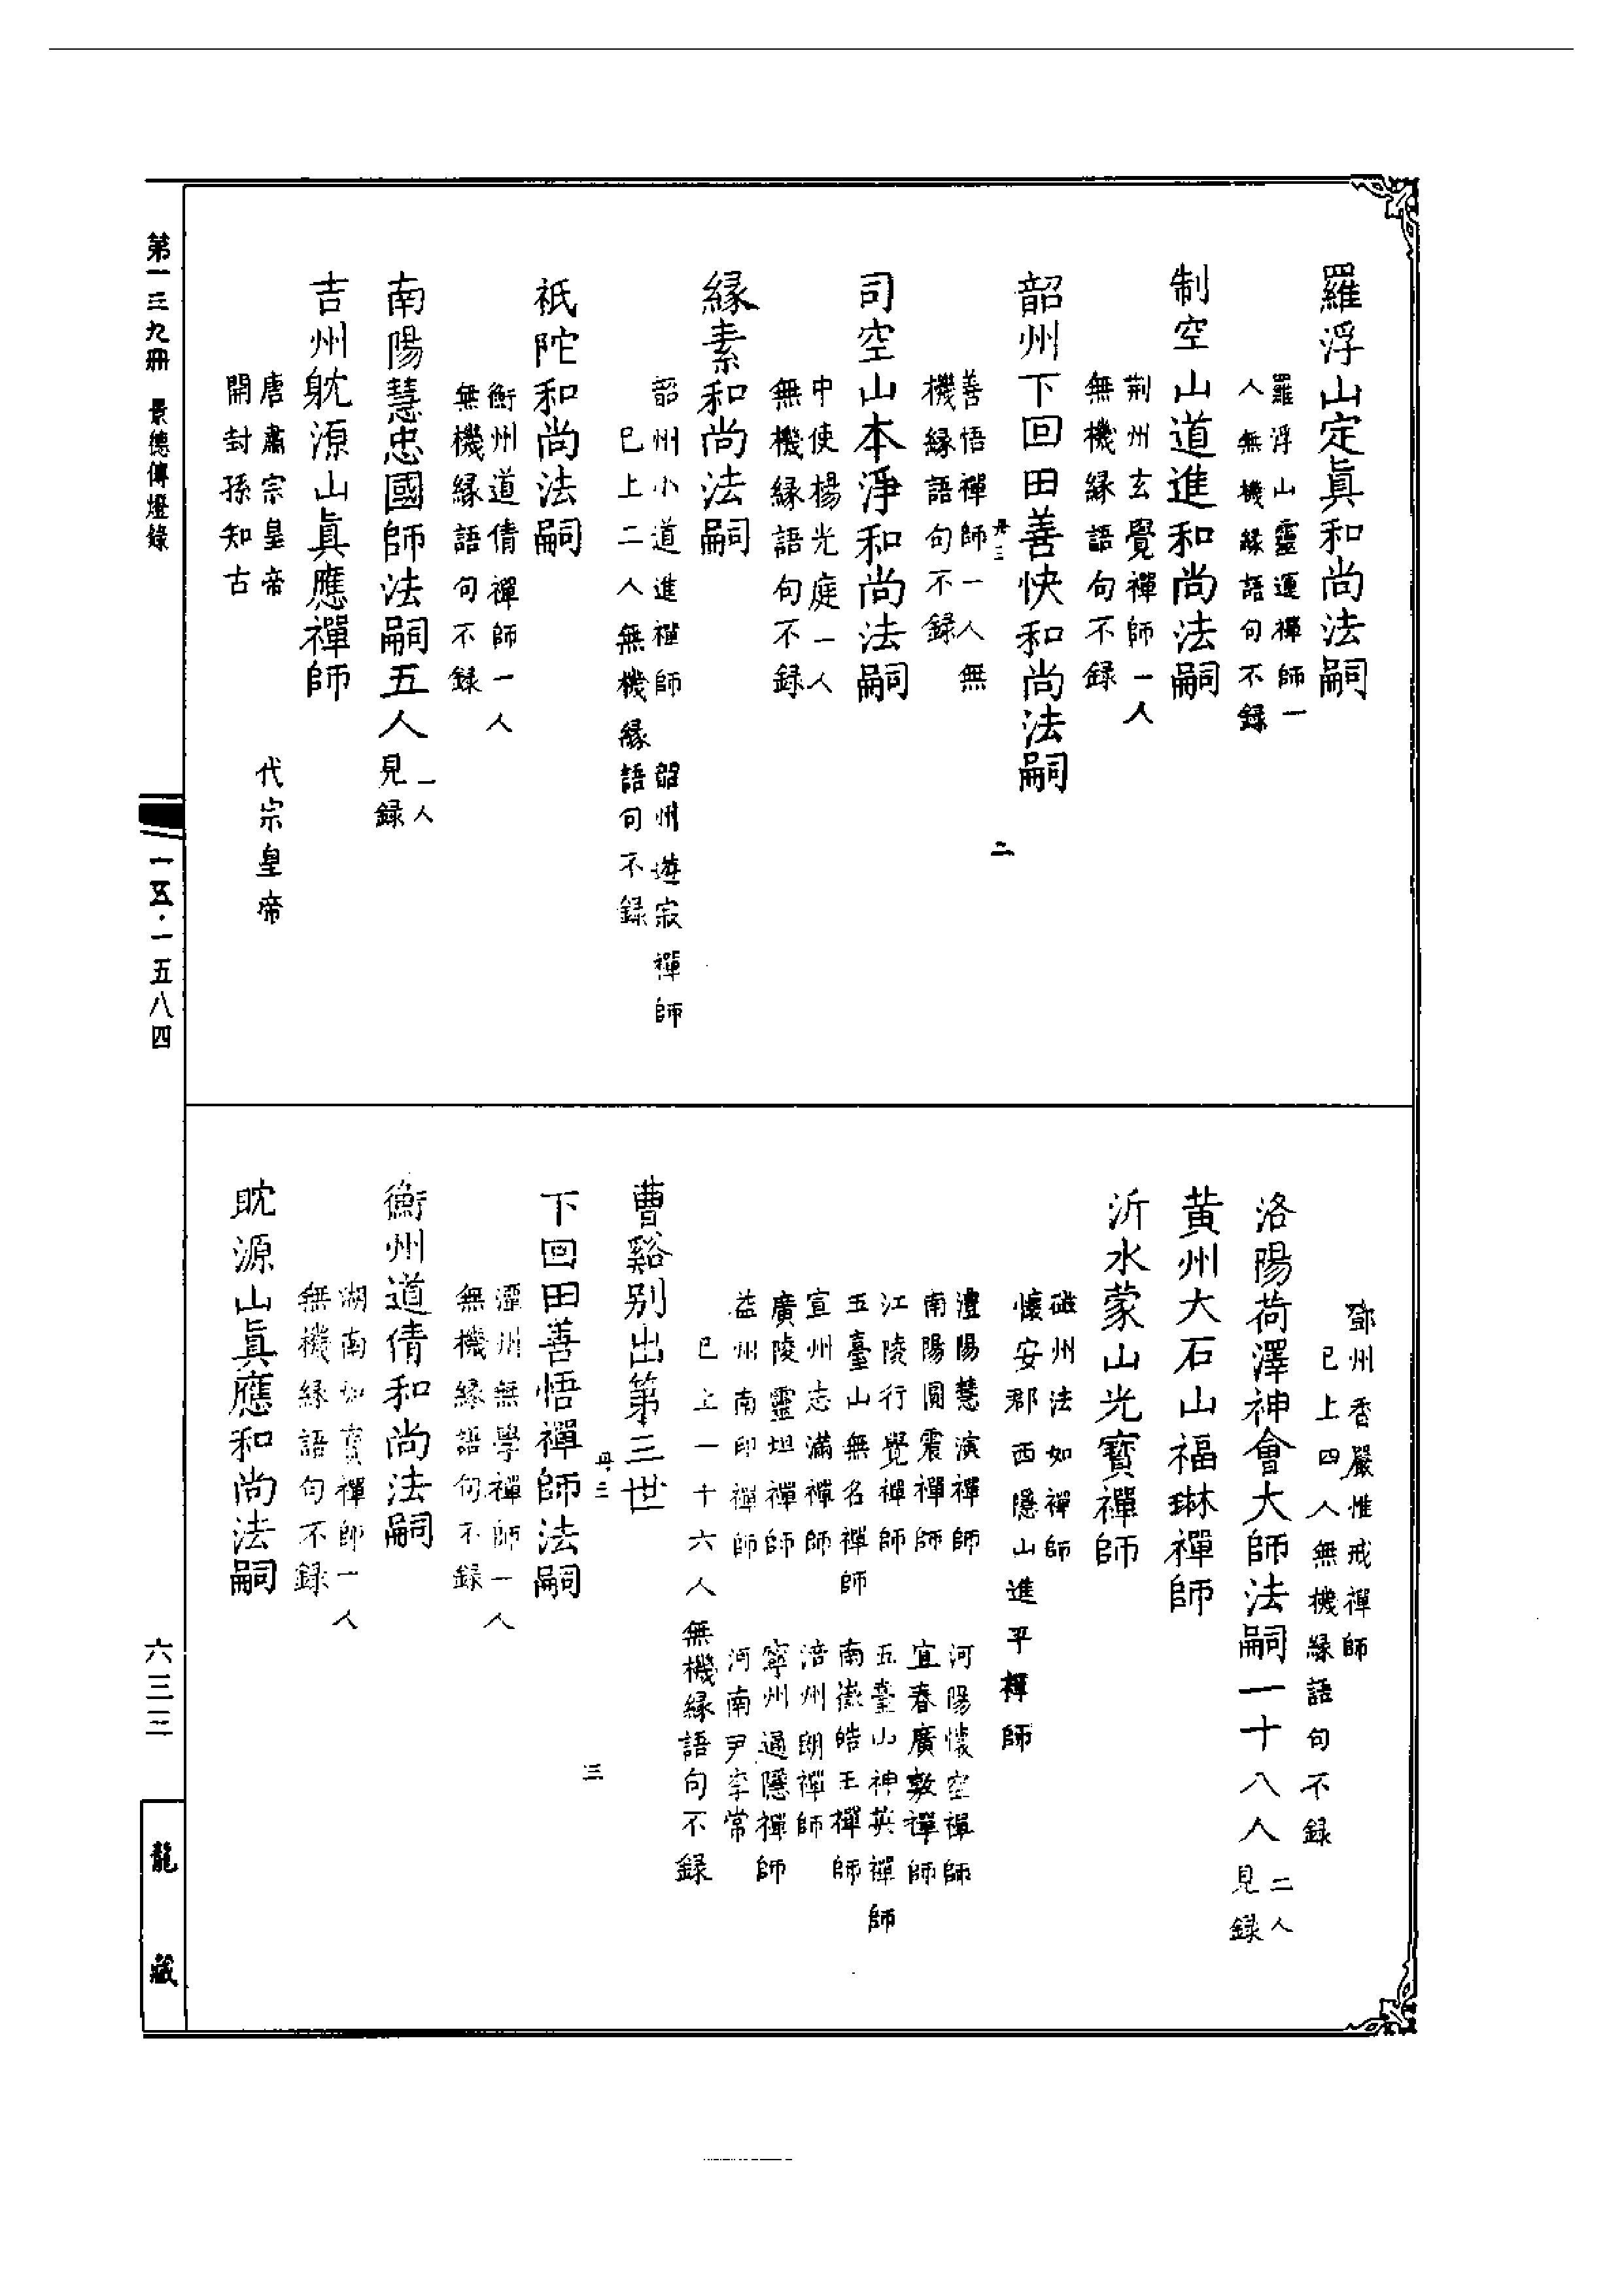 羅浮山定眞和尚法嗣
羅浮山靈運禪師一
人無機緣語句不錄
制空山道進和尚法嗣
荆州玄覺禪師一人
無機緣語句不錄
韶州下回田善快和尚法嗣
二
善悟禪師一人無
機緣語句不錄
司空山本淨和尚法嗣
中使楊光庭一人
無機緣語句不錄
緣素和尚法嗣
韶州小道進禪師 韶州遊寂禪師
已上二人無機緣語句不錄
祇陀和尚法嗣
衡州道倩禪師一人
無機緣語句不錄
南陽慧忠國師法嗣五人一人見錄
吉州躭源山眞應禪師
唐肅宗皇帝 代宗皇帝
開封孫知古
鄧州香嚴惟戒禪師
已上四人無機緣語句不錄
洛陽荷澤神會大師法嗣一十八人二人見錄
黃州大石山福琳禪師
沂水蒙山光寶禪師
磁州法如禪師
懷安郡西隱山進平禪師
澧陽慧演禪師 河陽懷空禪師
南陽圓震禪師 宜春廣敷禪師
江陵行覺禪師 五臺山神英禪師
五臺山無名禪師 南嶽皓玉禪師
宣州志滿禪師 涪州朗禪師
廣陵靈坦禪師 寧州通隱禪師
益州南印禪師 河南尹李常
已上一十六人無機緣語句不錄
曹谿別出第三世
三
下回田善悟禪師法嗣
潭州無學禪師一人
無機緣語句不錄
衡州道倩和尚法嗣
湖南如寶禪師一人
無機緣語句不錄
眈源山眞應和尚法嗣
第一三九冊 景德傳燈錄
一五·一五八四
六三三
龍藏